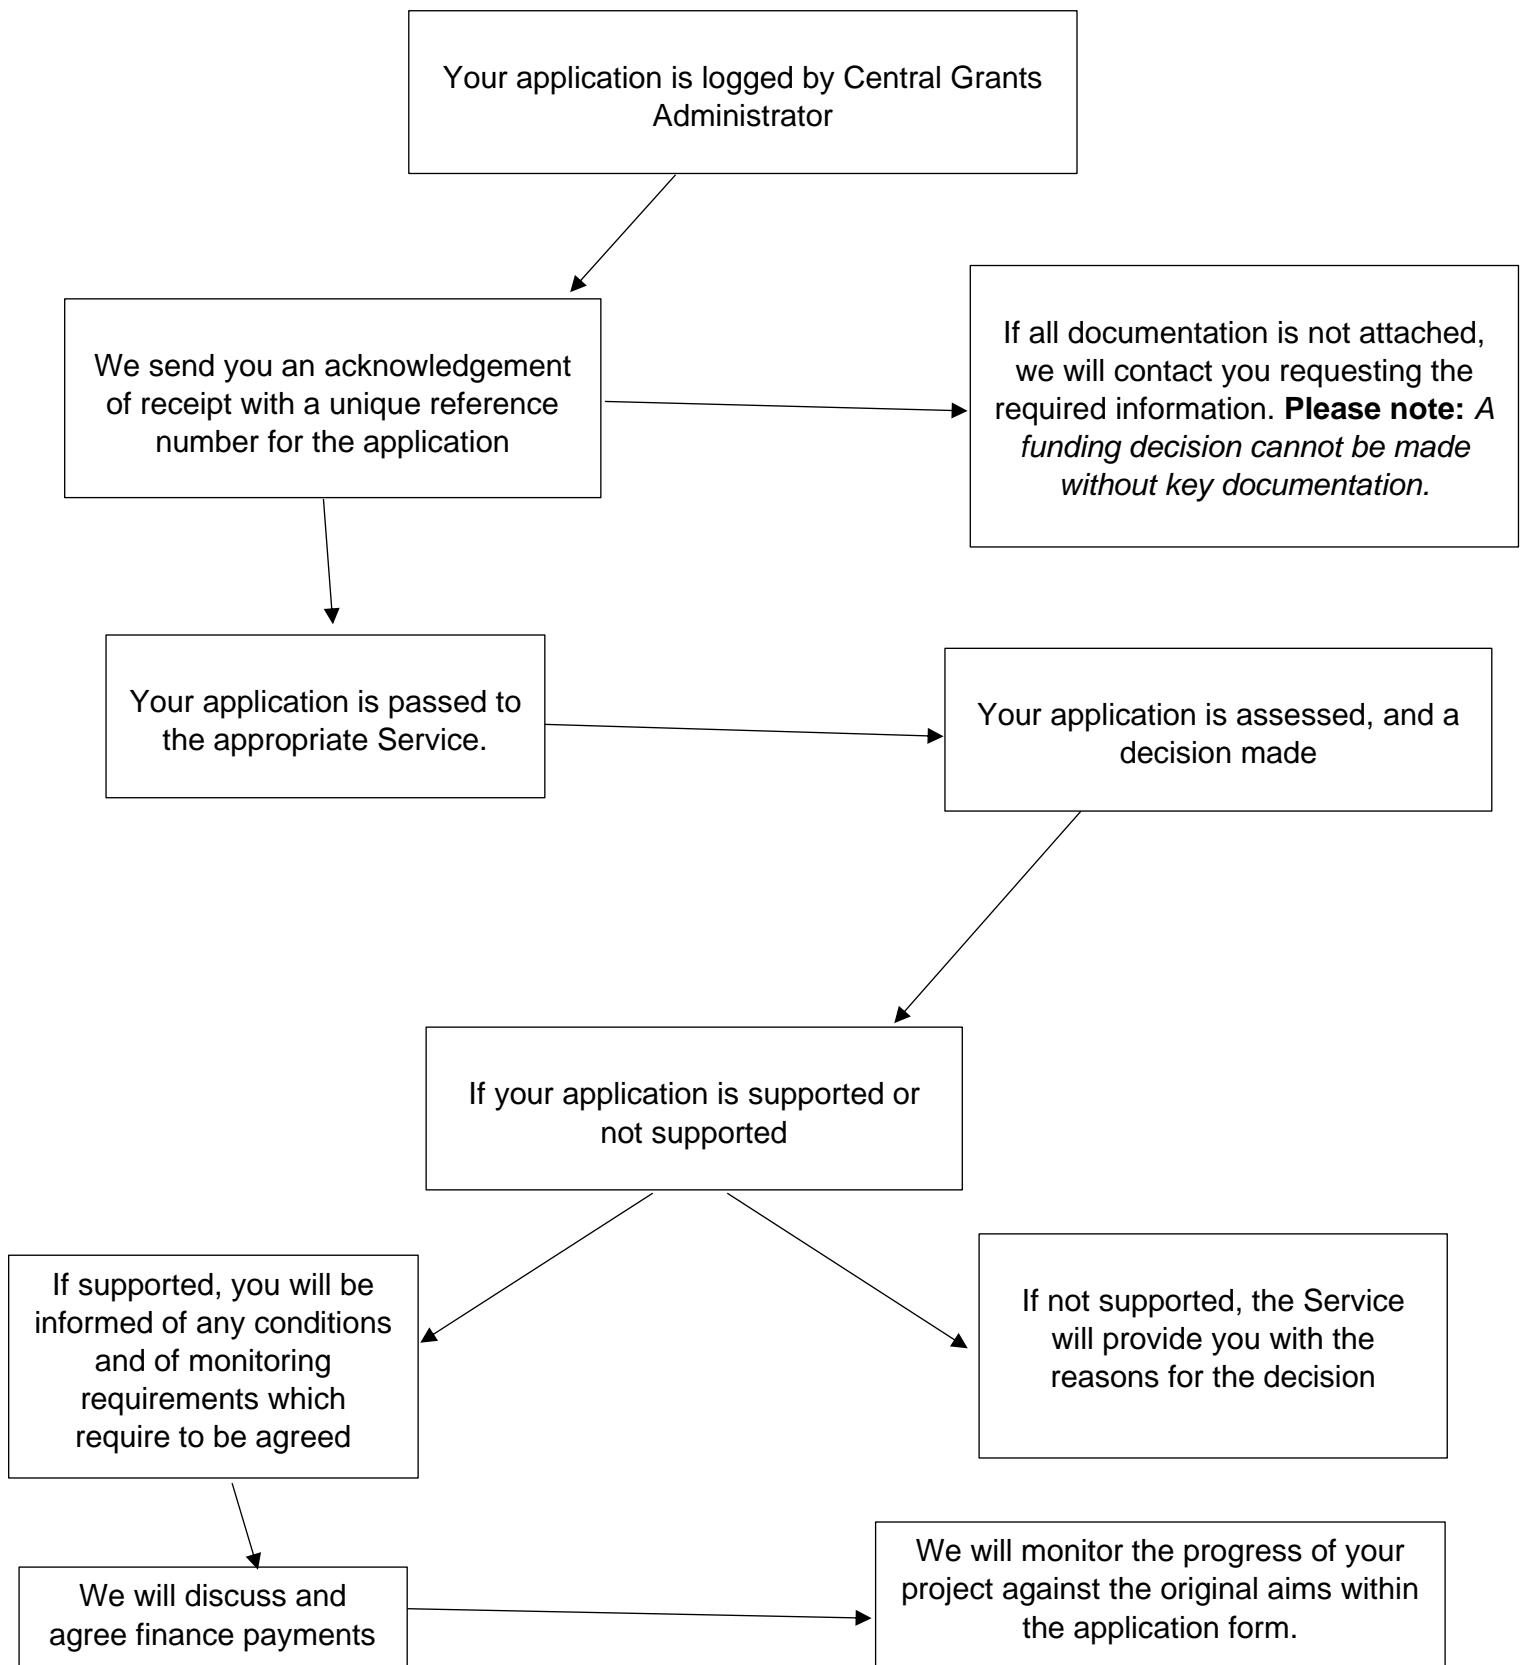 Your application is logged by Central Grants
Administrator
We send you an acknowledgement
of receipt with a unique reference
number for the application
If all documentation is not attached,
we will contact you requesting the
required information. Please note: A
funding decision cannot be made
without key documentation.
Your application is passed to
the appropriate Service.
Your application is assessed, and a
decision made
If your application is supported or
not supported
If supported, you will be
informed of any conditions
and of monitoring
requirements which
require to be agreed
If not supported, the Service
will provide you with the
reasons for the decision
We will discuss and
agree finance payments
We will monitor the progress of your
project against the original aims within
the application form.